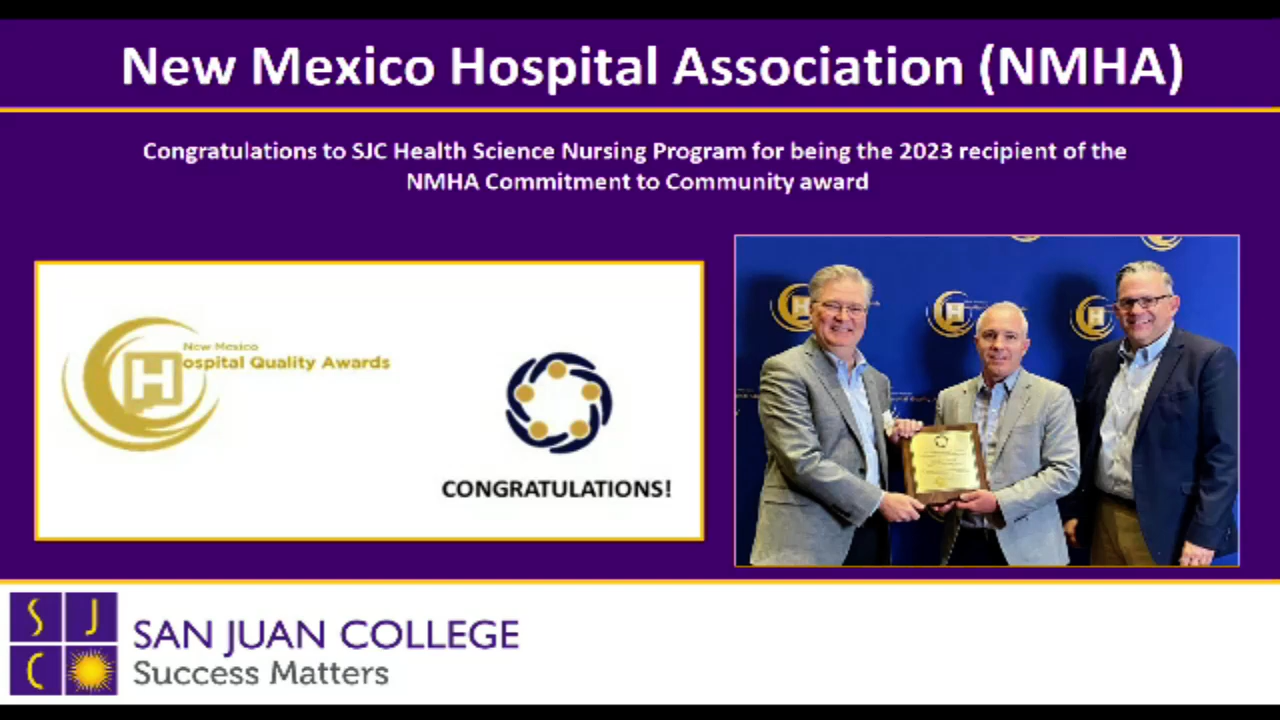 New Mexico Hospital Association (NMHA)
Congratulations to SJC Health Science Nursing Program for being the 2023 recipient of the
NMHA Commitment to Community award
New Mexico
Hospital Quality Awards
CONGRATULATIONS!
H
H
H
S J
C
SAN JUAN COLLEGE
Success Matters